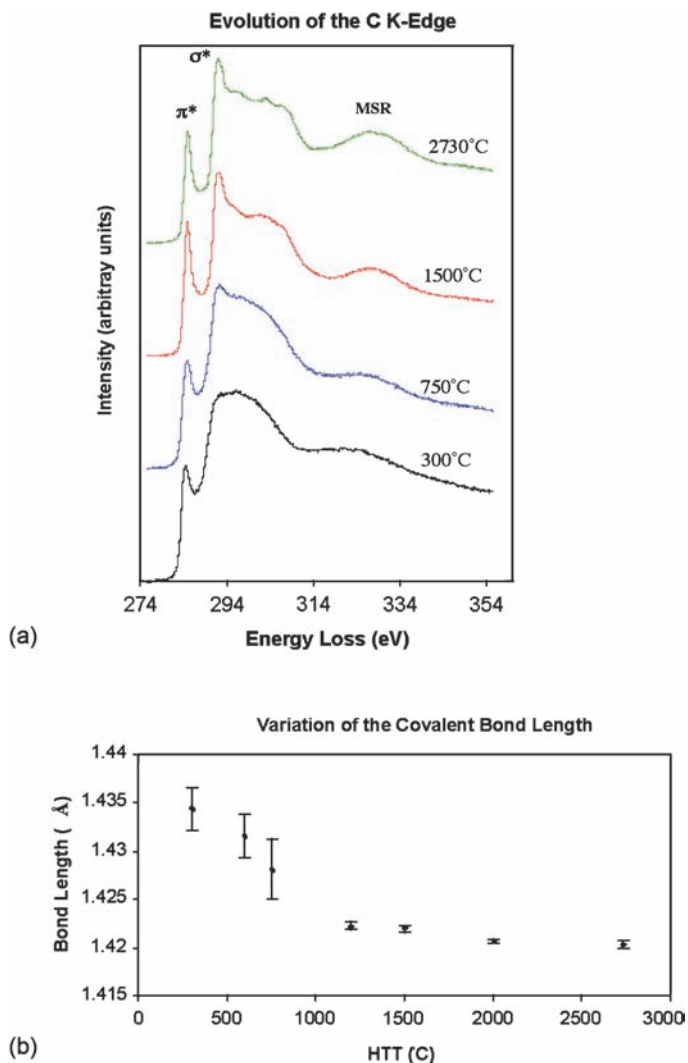 Evolution of the C K-Edge
σ*
π*
MSR
2730°C
1500°C
750°C
300°C
Intensity (arbitray units)
274 294 314 334 354
Energy Loss (eV)
(a)
Variation of the Covalent Bond Length
1.44
1.435
1.43
1.425
1.42
1.415
Bond Length ( Å)
0 500 1000 1500 2000 2500 3000
HTT (C)
(b)